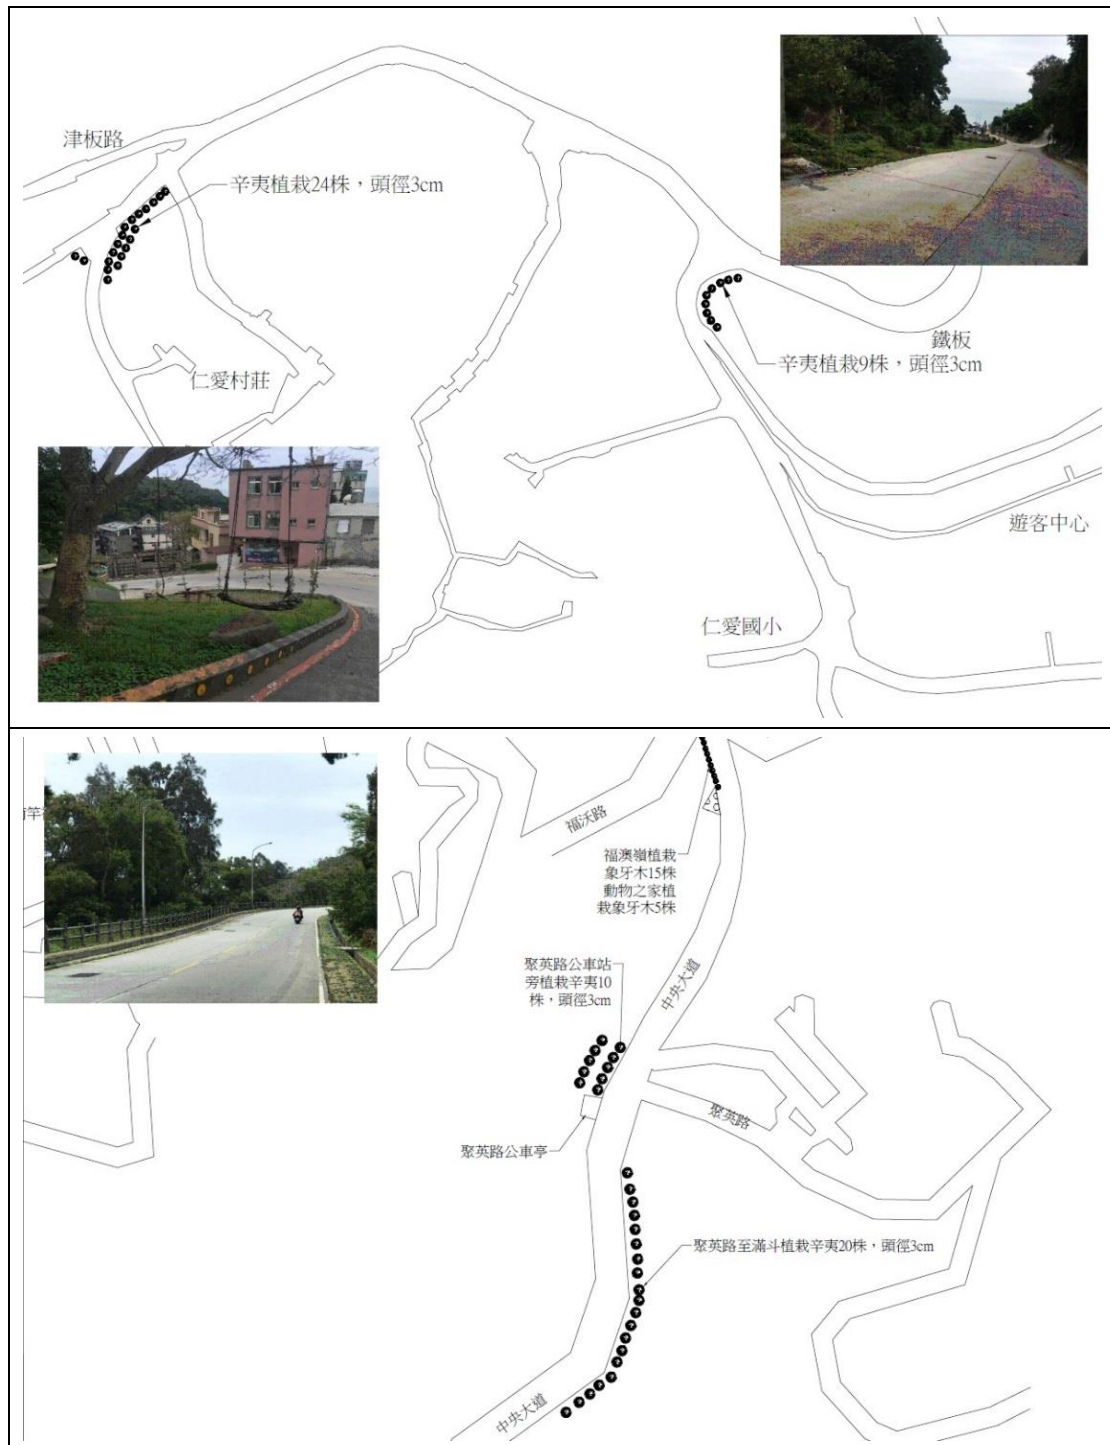 津板路
辛夷植栽24株，頭徑3cm
鐵板
辛夷植栽9株，頭徑3cm
仁愛村莊
遊客中心
仁愛國小
福沃路
福澳嶺植栽
象牙木15株
動物之家植
栽象牙木5株
聚英路公車站
旁植栽辛夷10
株，頭徑3cm
中央大道
聚英路
聚英路公車亭
聚英路至滿斗植栽辛夷20株，頭徑3cm
中央大道